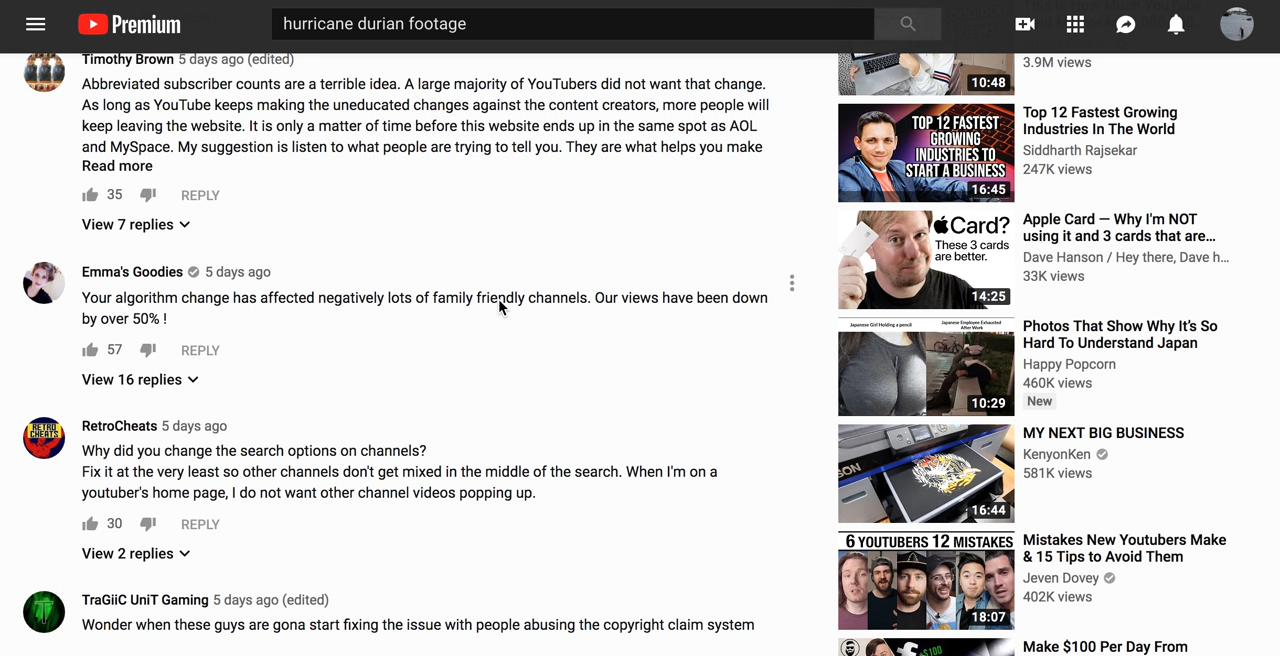 Premium
hurricane durian footage
Timothy Brown 5 days ago (edited)
Abbreviated subscriber counts are a terrible idea. A large majority of YouTubers did not want that change.
As long as YouTube keeps making the uneducated changes against the content creators, more people will
keep leaving the website. It is only a matter of time before this website ends up in the same spot as AOL
and MySpace. My suggestion is listen to what people are trying to tell you. They are what helps you make
Read more
35 REPLY
View 7 replies
Emma's Goodies 5 days ago
Your algorithm change has affected negatively lots of family friendly channels. Our views have been down
by over 50% !
57 REPLY
View 16 replies
RetroCheats 5 days ago
Why did you change the search options on channels?
Fix it at the very least so other channels don't get mixed in the middle of the search. When I'm on a
youtuber's home page, I do not want other channel videos popping up.
30 REPLY
View 2 replies
TraGiiC UniT Gaming 5 days ago (edited)
Wonder when these guys are gona start fixing the issue with people abusing the copyright claim system
10:48
3.9M views
TOP 12 FASTEST
GROWING
INDUSTRIES TO
START A BUSINESS
16:45
Top 12 Fastest Growing
Industries In The World
Siddharth Rajsekar
247K views
Card?
These 3 cards
are better.
14:25
Apple Card — Why I'm NOT
using it and 3 cards that are...
Dave Hanson / Hey there, Dave h...
33K views
Japanese Girl Holding a pencil
Japanese Employee Exhausted
After Work
10:29
Photos That Show Why It's So
Hard To Understand Japan
Happy Popcorn
460K views
New
SON
16:44
MY NEXT BIG BUSINESS
KenyonKen
581K views
6 YOUTUBERS 12 MISTAKES
18:07
Mistakes New Youtubers Make
& 15 Tips to Avoid Them
Jeven Dovey
402K views
$100
Make $100 Per Day From